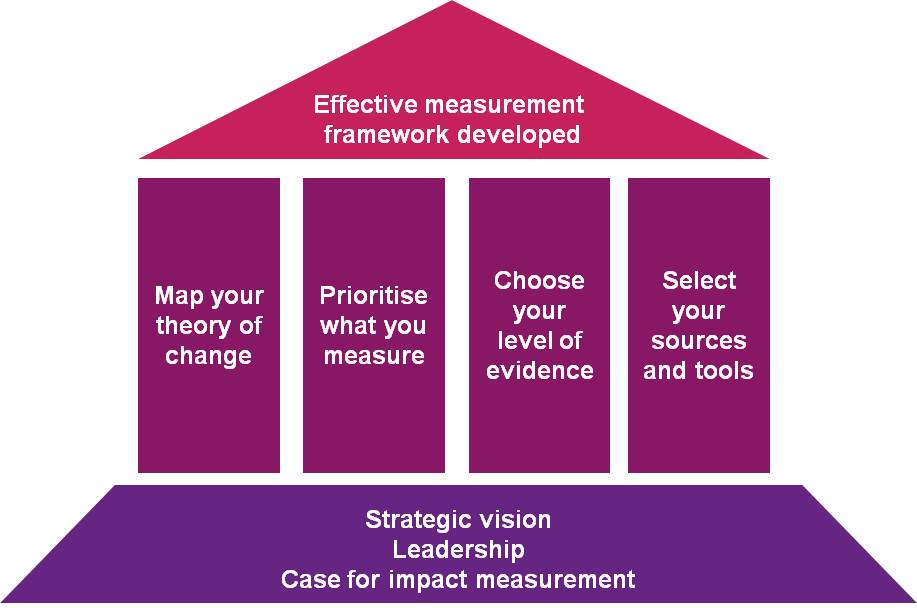 Effective measurement
framework developed
Map your
theory of
change
Prioritise
what you
measure
Choose
your
level of
evidence
Select
your
sources
and tools
Strategic vision
Leadership
Case for impact measurement